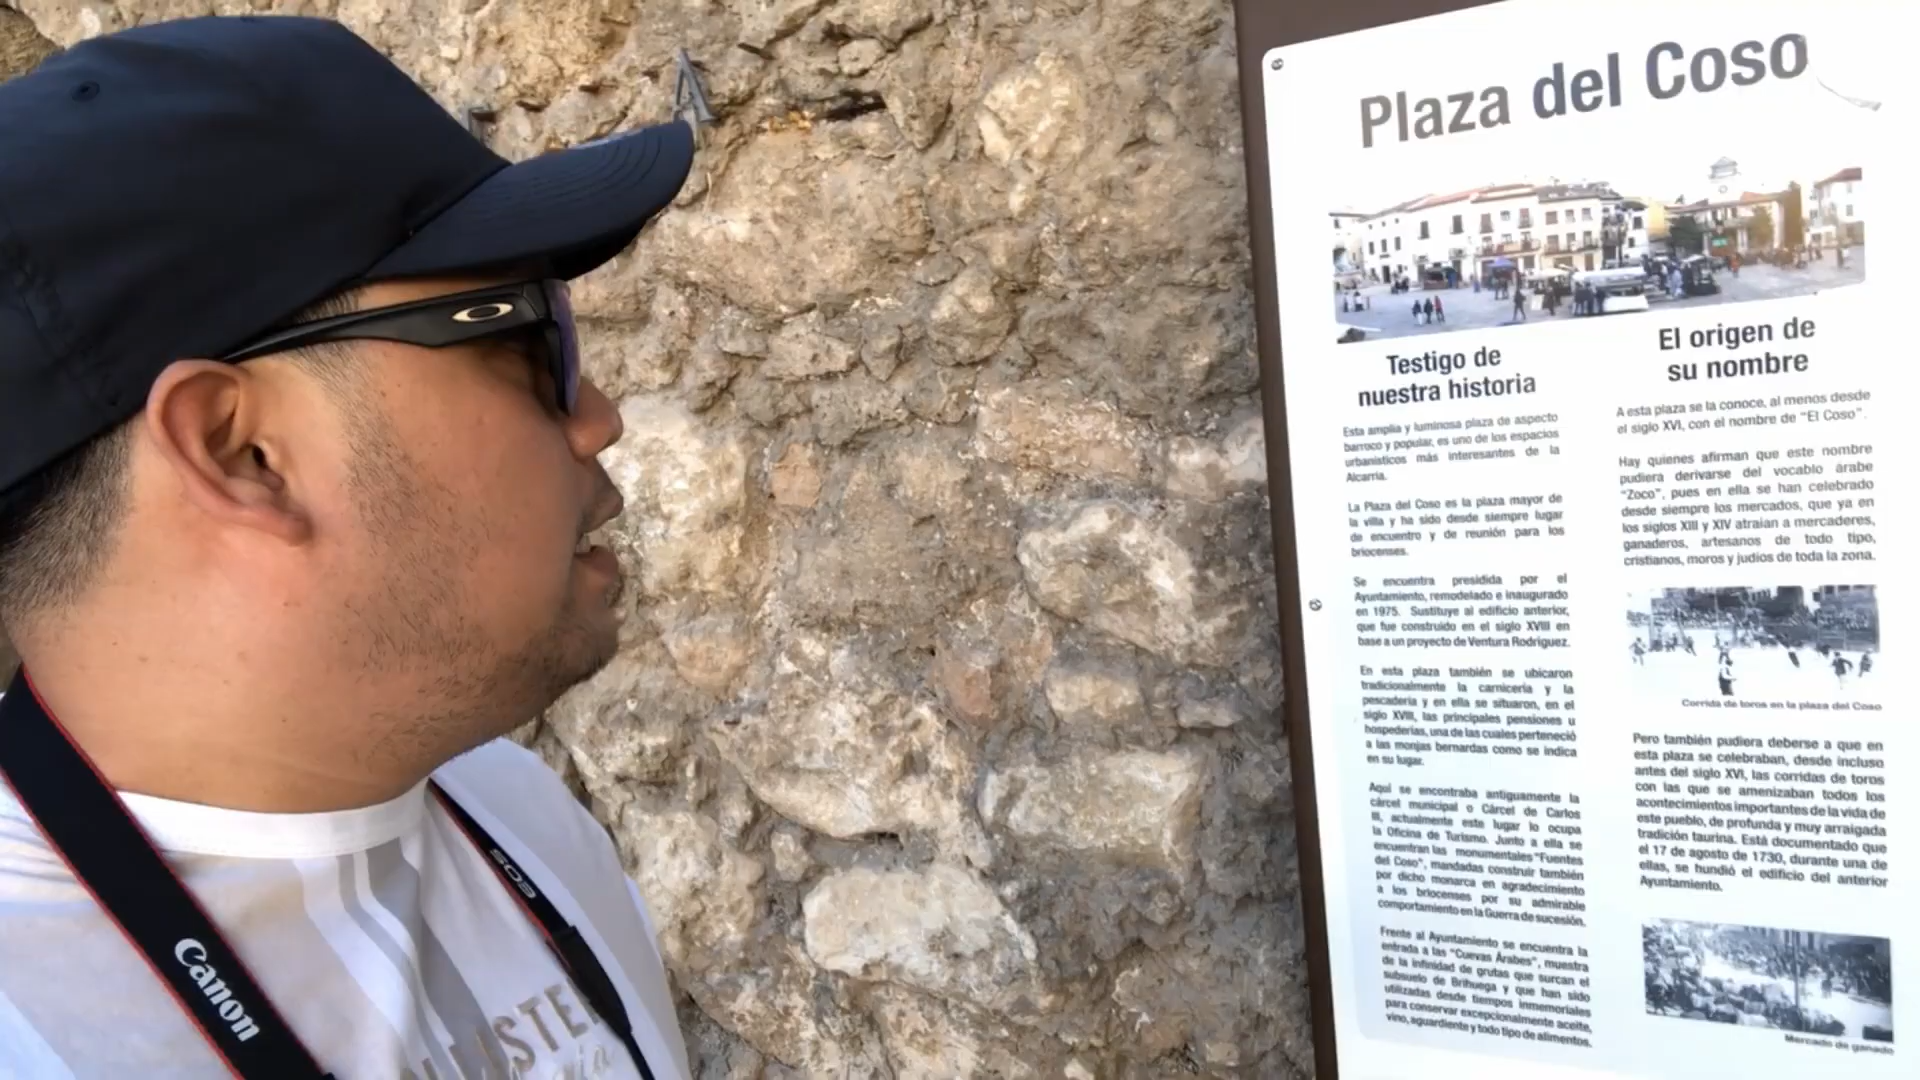 Plaza del Coso
Testigo de
nuestra historia
Esta amplia y luminosa plaza de aspecto
barroco y popular, es uno de los espacios
urbanísticos más interesantes de la
Alcarria.
La Plaza del Coso es la plaza mayor de
la villa y ha sido desde siempre lugar
de encuentro y de reunión para los
briocenses.
Se encuentra presidida por el
Ayuntamiento, remodelado e inaugurado
en 1975. Sustituye al edificio anterior,
que fue construido en el siglo XVIII en
base a un proyecto de Ventura Rodríguez.
En esta plaza también se ubicaron
tradicionalmente la carnicería y la
pescadería y en ella se situaron, en el
siglo XVIII, las principales pensiones u
hospederías, una de las cuales perteneció
a las monjas bernardas como se indica
en su lugar.
Aquí se encontraba antiguamente la
cárcel municipal o Cárcel de Carlos
III, actualmente este lugar lo ocupa
la Oficina de Turismo. Junto a ella se
encuentran las monumentales "Fuentes
del Coso", mandadas construir también
por dicho monarca en agradecimiento
a los briocenses por su admirable
comportamiento en la Guerra de sucesión.
Frente al Ayuntamiento se encuentra la
entrada a las "Cuevas Árabes", muestra
de la infinidad de grutas que surcan el
subsuelo de Brihuega y que han sido
utilizadas desde tiempos inmemoriales
para conservar excepcionalmente aceite,
vino, aguardiente y todo tipo de alimentos.
El origen de
su nombre
A esta plaza se la conoce, al menos desde
el siglo XVI, con el nombre de "El Coso".
Hay quienes afirman que este nombre
pudiera derivarse del vocablo árabe
"Zoco", pues en ella se han celebrado
desde siempre los mercados, que ya en
los siglos XIII y XIV atraían a mercaderes,
ganaderos, artesanos de todo tipo,
cristianos, moros y judíos de toda la zona.
Corrida de toros en la plaza del Coso
Pero también pudiera deberse a que en
esta plaza se celebraban, desde incluso
antes del siglo XVI, las corridas de toros
con las que se amenizaban todos los
acontecimientos importantes de la vida de
este pueblo, de profunda y muy arraigada
tradición taurina. Está documentado que
el 17 de agosto de 1730, durante una de
ellas, se hundió el edificio del anterior
Ayuntamiento.
Mercado de ganado
Canon
EOS